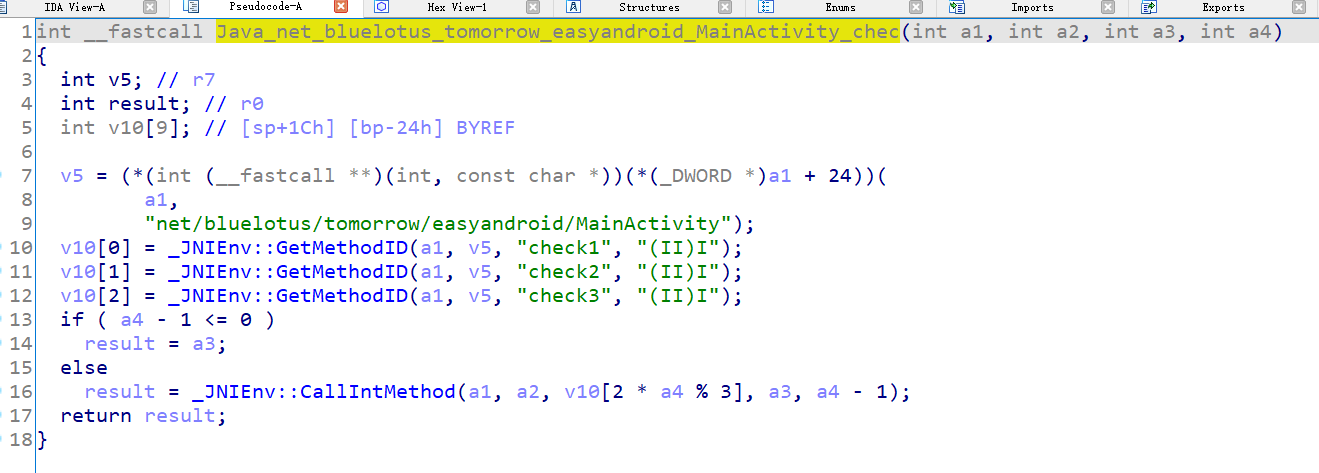 IDA View-A Pseudocode-A Hex View-1 Structures Enums Imports Exports
1 int __fastcall Java_net_bluelotus_tomorrow_easyandroid_MainActivity_chec(int a1, int a2, int a3, int a4)
2 {
3   int v5; // r7
4   int result; // r0
5   int v10[9]; // [sp+1Ch] [bp-24h] BYREF
6
7   v5 = (*(int (__fastcall **)(int, const char *))(*(_DWORD *)a1 + 24))(
8          a1,
9          "net/bluelotus/tomorrow/easyandroid/MainActivity");
10   v10[0] = _JNIEnv::GetMethodID(a1, v5, "check1", "(II)I");
11   v10[1] = _JNIEnv::GetMethodID(a1, v5, "check2", "(II)I");
12   v10[2] = _JNIEnv::GetMethodID(a1, v5, "check3", "(II)I");
13   if ( a4 - 1 <= 0 )
14     result = a3;
15   else
16     result = _JNIEnv::CallIntMethod(a1, a2, v10[2 * a4 % 3], a3, a4 - 1);
17   return result;
18 }